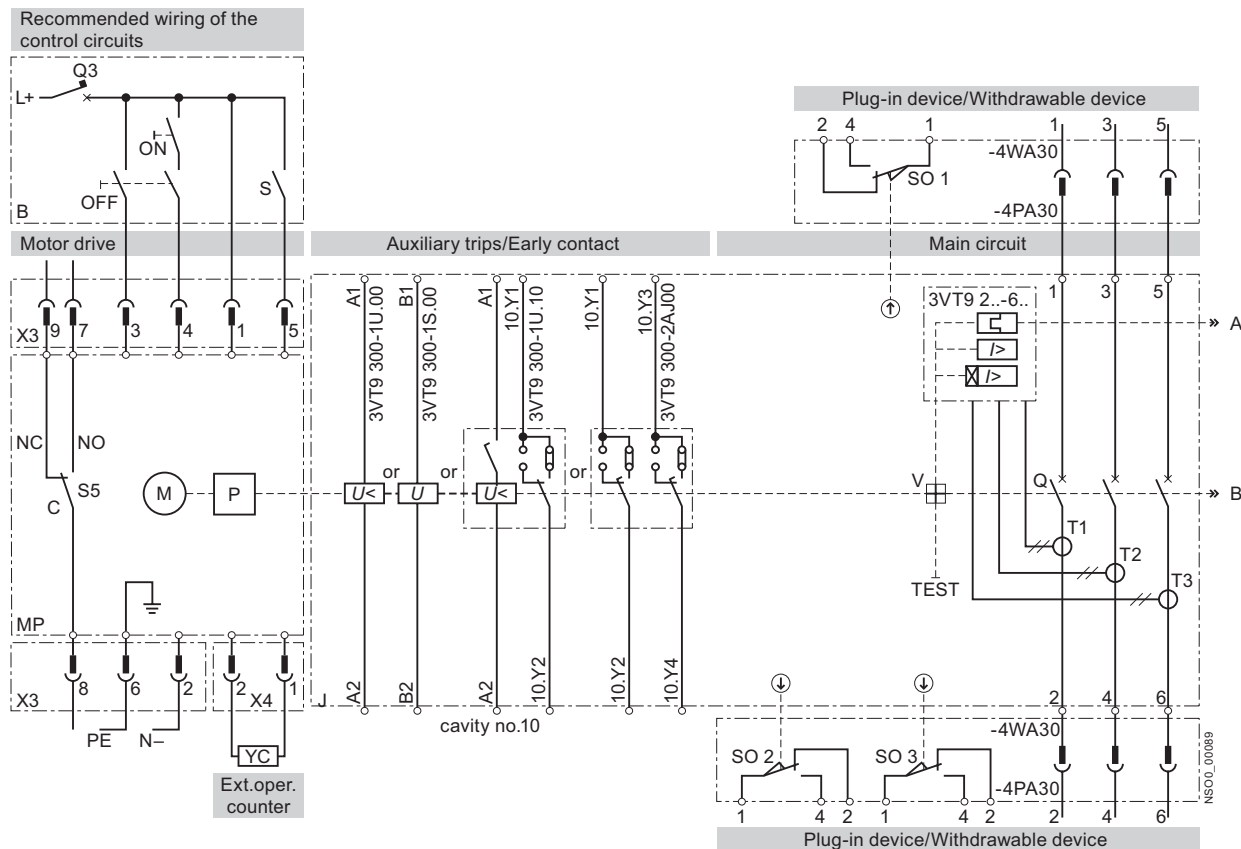 Recommended wiring of the
control circuits
Q3
L+
ON
OFF
S
B
Plug-in device/Withdrawable device
2 4 1 1 3 5
-4WA30
SO 1
-4PA30
Motor drive
Auxiliary trips/Early contact
Main circuit
X3 9 7 3 4 1 5
A1
3VT9 300-1U.00
B1
3VT9 300-1S.00
A1
10.Y1
3VT9 300-1U.10
10.Y1
10.Y3
3VT9 300-2AJ00
1 3 5
3VT9 2..-6..
I>
I>
» A
NC NO
S5
C
M
P
U<
or
U
or
U<
or
V
Q
» B
T1
T2
T3
TEST
MP
X3 8 6 2
2 X4 1
PE N–
YC
Ext.oper.
counter
J
A2
B2
A2
10.Y2
10.Y2
10.Y4
cavity no.10
2 4 6
-4WA30
SO 2
SO 3
-4PA30
1 4 2 1 4 2 2 4 6
NSO0_00089
Plug-in device/Withdrawable device